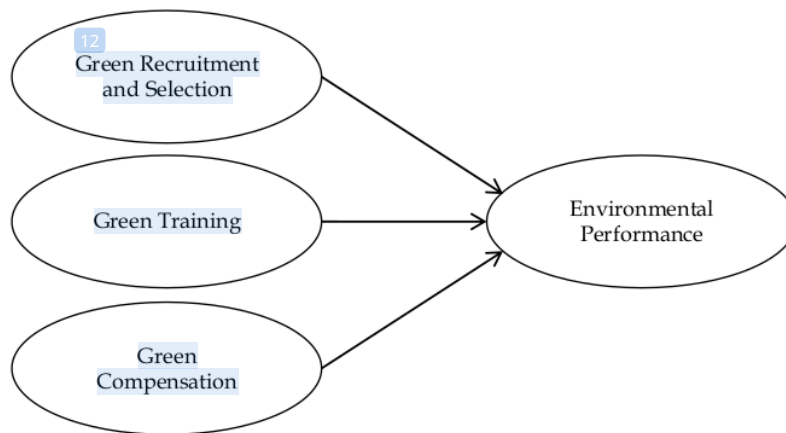 12
Green Recruitment
and Selection
Green Training
Environmental
Performance
Green
Compensation